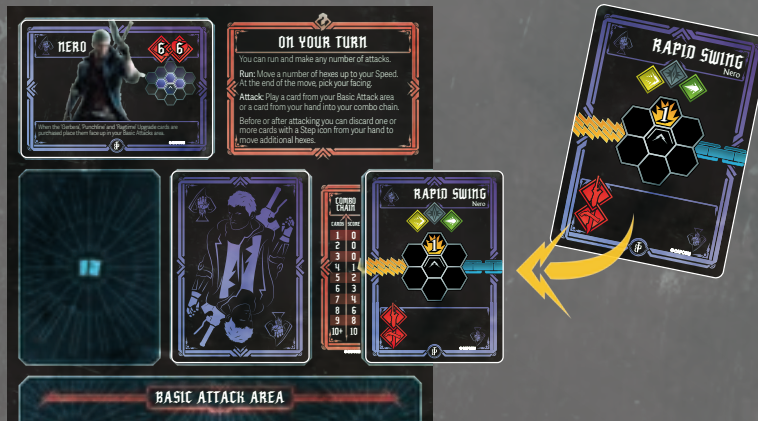 NERO
6 6
When the 'Gerbera', 'Punchline' and 'Ragtime' Upgrade cards are
purchased place them face up in your Basic Attacks area.
CAPCOM
ON YOUR TURN
You can run and make any number of attacks.
Run: Move a number of hexes up to your Speed.
At the end of the move, pick your facing.
Attack: Play a card from your Basic Attack area
or a card from your hand into your combo chain.
Before or after attacking you can discard one or
more cards with a Step icon from your hand to
move additional hexes.
RAPID SWING
Nero
1
CAPCOM
COMBO
CHAIN
CARDS SCORE
1 0
2 0
3 0
4 1
5 2
6 3
7 4
8 6
9 8
10+ 10
RAPID SWING
Nero
1
CAPCOM
BASIC ATTACK AREA